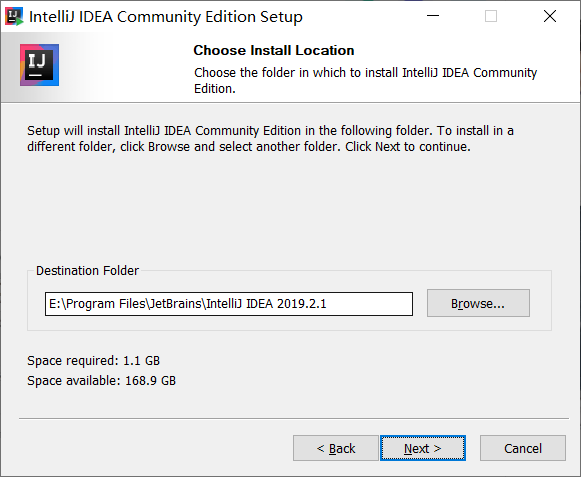 IntelliJ IDEA Community Edition Setup
IJ
Choose Install Location
Choose the folder in which to install IntelliJ IDEA Community
Edition.
Setup will install IntelliJ IDEA Community Edition in the following folder. To install in a
different folder, click Browse and select another folder. Click Next to continue.
Destination Folder
E:\Program Files\JetBrains\IntelliJ IDEA 2019.2.1
Browse...
Space required: 1.1 GB
Space available: 168.9 GB
< Back
Next >
Cancel